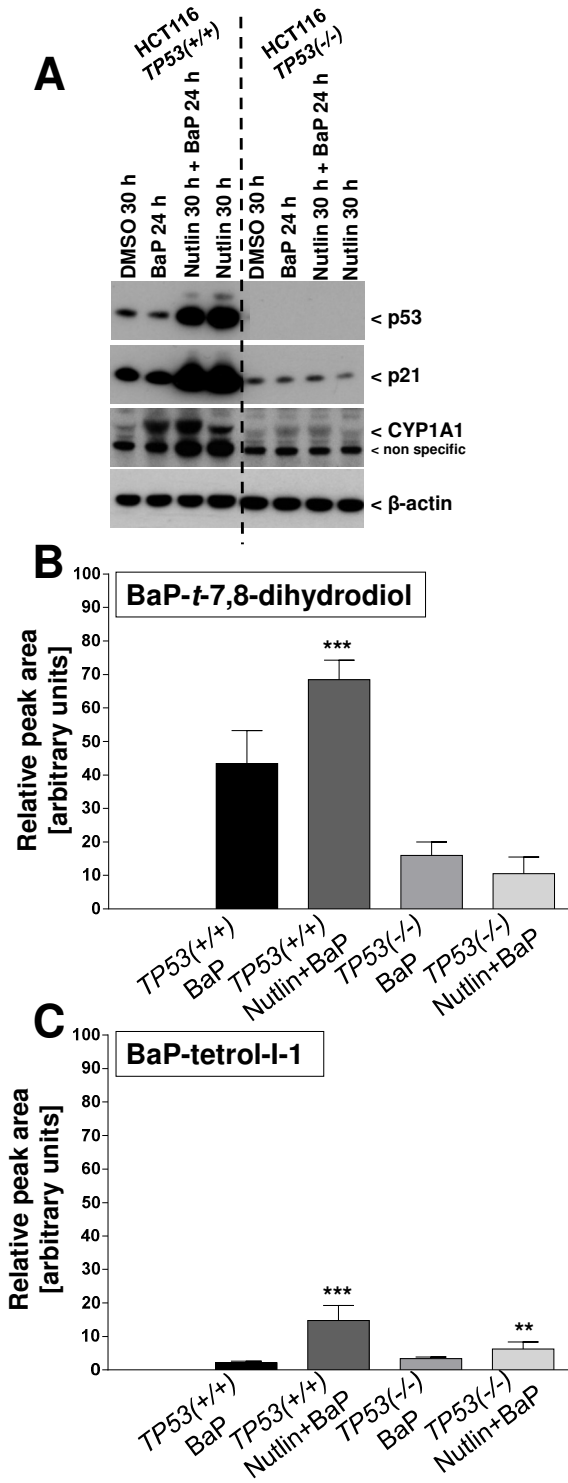 A
HCT116
TP53(+/+)
HCT116
TP53(-/-)
DMSO 30 h
BaP 24 h
Nutlin 30 h + BaP 24 h
Nutlin 30 h
DMSO 30 h
BaP 24 h
Nutlin 30 h + BaP 24 h
Nutlin 30 h
< p53
< p21
< CYP1A1
< non specific
< β-actin
B
BaP-t-7,8-dihydrodiol
Relative peak area
[arbitrary units]
100
90
80
70
60
50
40
30
20
10
0
***
TP53(+/+)
BaP
TP53(+/+)
Nutlin+BaP
TP53(-/-)
BaP
TP53(-/-)
Nutlin+BaP
C
BaP-tetrol-I-1
Relative peak area
[arbitrary units]
100
90
80
70
60
50
40
30
20
10
0
***
**
TP53(+/+)
BaP
TP53(+/+)
Nutlin+BaP
TP53(-/-)
BaP
TP53(-/-)
Nutlin+BaP